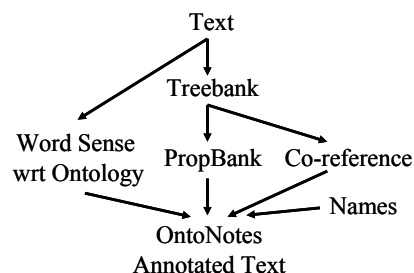 Text
Treebank
Word Sense
wrt Ontology
PropBank
Co-reference
Names
OntoNotes
Annotated Text